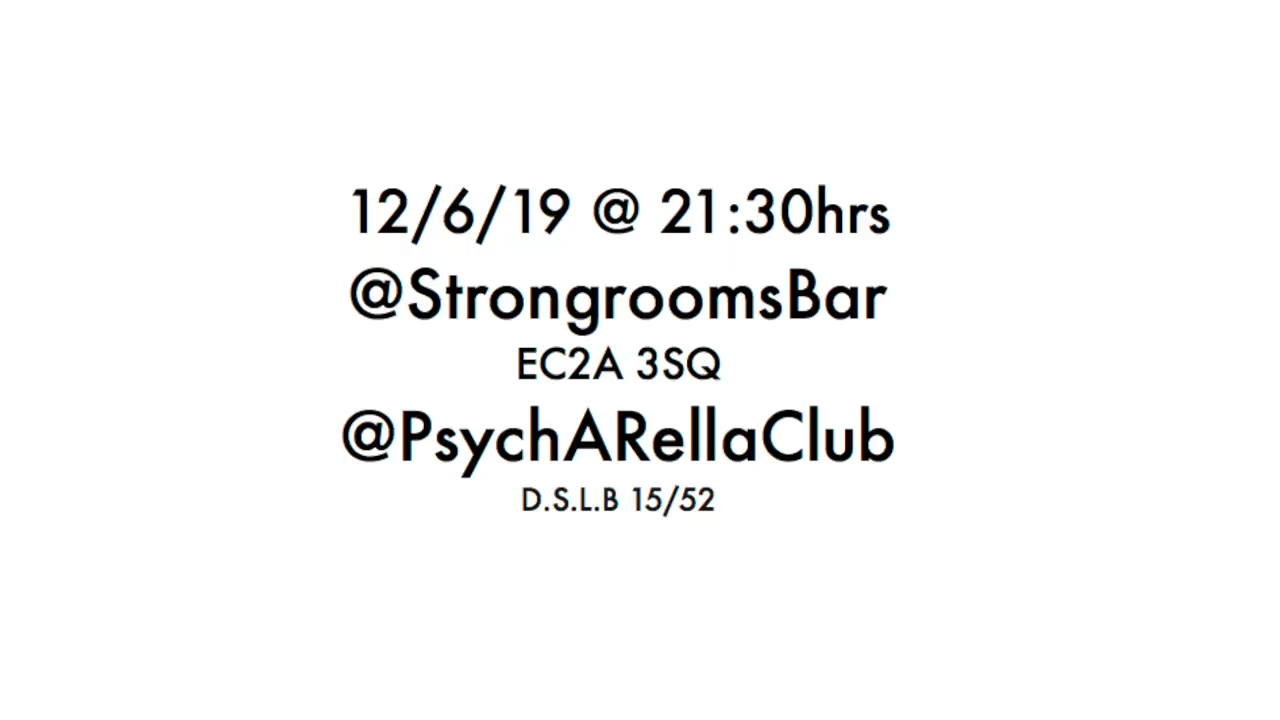 12/6/19 @ 21:30hrs
@StrongroomsBar
EC2A 3SQ
@PsychARellaClub
D.S.L.B 15/52